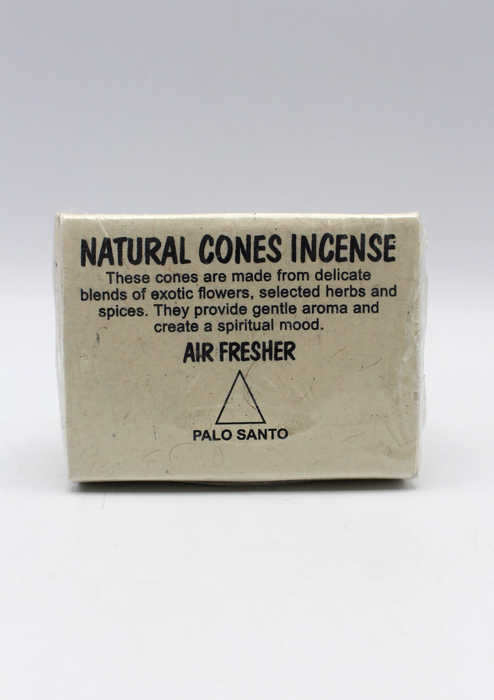 NATURAL CONES INCENSE
These cones are made from delicate
blends of exotic flowers, selected herbs and
spices. They provide gentle aroma and
create a spiritual mood.
AIR FRESHER
PALO SANTO